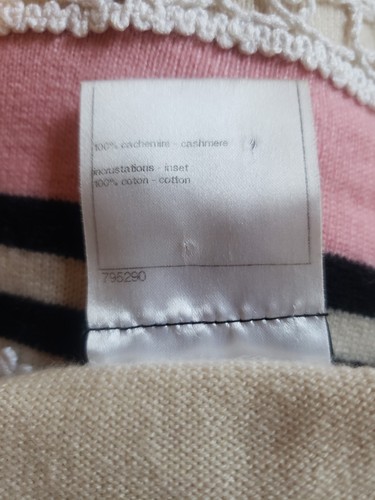 100% cachemire - cashmere
incrustations - inset
100% coton - cotton
795290